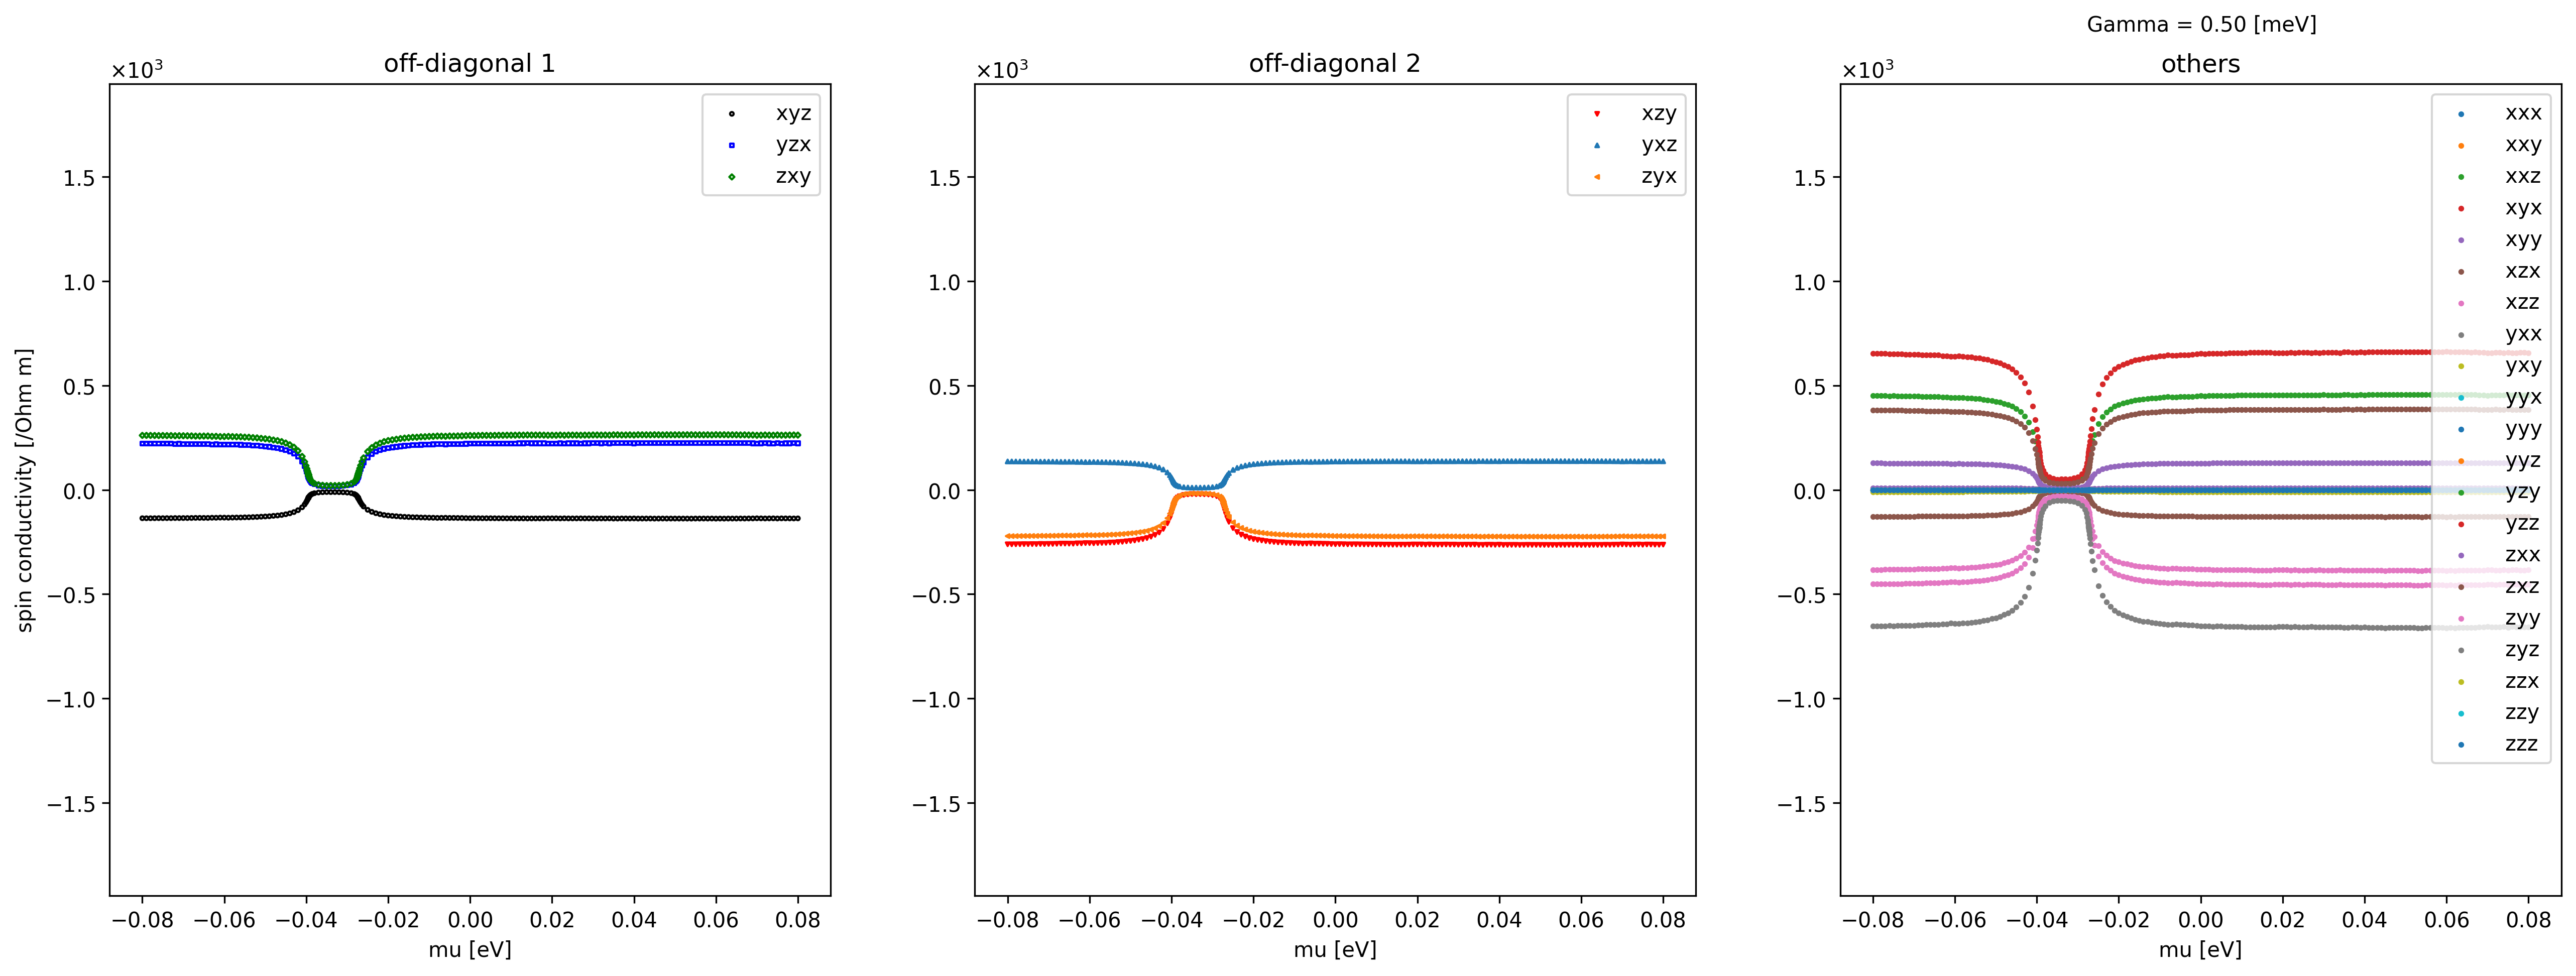 Gamma = 0.50 [meV]
off-diagonal 1
off-diagonal 2
others
×10³
×10³
×10³
xyz
yzx
zxy
xzy
yxz
zyx
xxx
xxy
xxz
xyx
xyy
xzx
xzz
yxx
yxy
yyx
yyy
yyz
yzy
yzz
zxx
zxz
zyy
zyz
zzx
zzy
zzz
spin conductivity [/Ohm m]
1.5
1.0
0.5
0.0
−0.5
−1.0
−1.5
1.5
1.0
0.5
0.0
−0.5
−1.0
−1.5
1.5
1.0
0.5
0.0
−0.5
−1.0
−1.5
−0.08 −0.06 −0.04 −0.02 0.00 0.02 0.04 0.06 0.08
−0.08 −0.06 −0.04 −0.02 0.00 0.02 0.04 0.06 0.08
−0.08 −0.06 −0.04 −0.02 0.00 0.02 0.04 0.06 0.08
mu [eV]
mu [eV]
mu [eV]